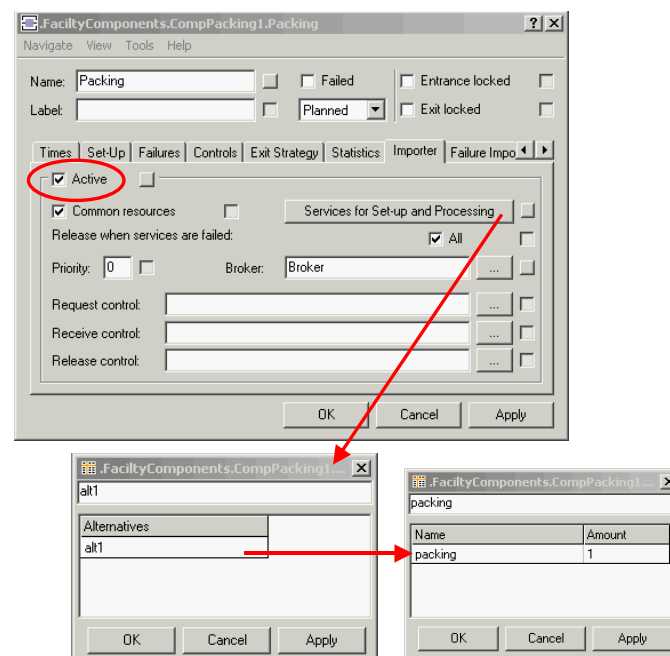 .FaciltyComponents.CompPacking1.Packing
Navigate View Tools Help
Name: Packing Failed Entrance locked
Label: Planned Exit locked
Times Set-Up Failures Controls Exit Strategy Statistics Importer Failure Impo
Active
Common resources Services for Set-up and Processing
Release when services are failed: All
Priority: 0 Broker: Broker ...
Request control: ...
Receive control: ...
Release control: ...
OK Cancel Apply
.FaciltyComponents.CompPacking1....
alt1
Alternatives
alt1
OK Cancel Apply
.FaciltyComponents.CompPacking1....
packing
Name Amount
packing 1
OK Cancel Apply